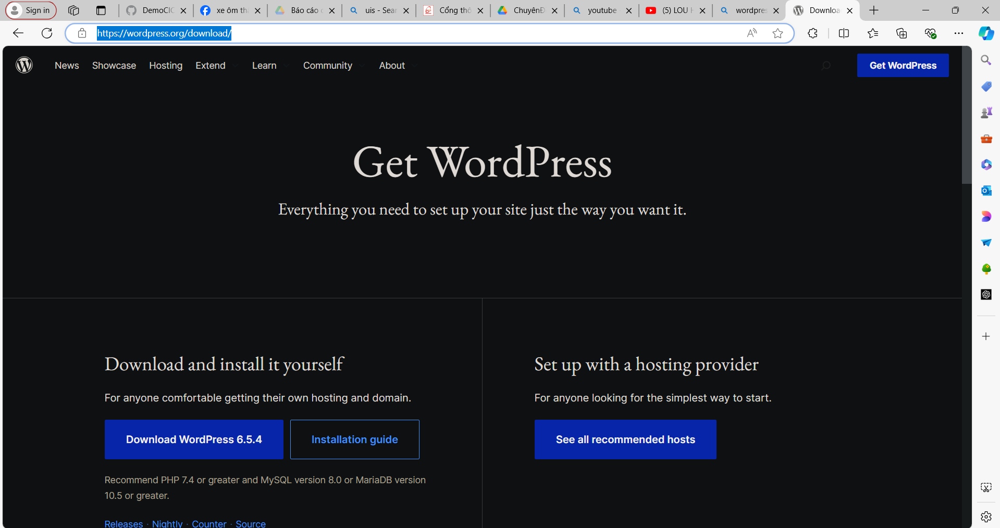 Sign in
DemoCIC
xe ôm th
Báo cáo
uis - Sear
Cổng thô
ChuyênĐ
youtube
(5) LOU
wordpres
Downloa
https://wordpress.org/download/
News Showcase Hosting Extend Learn Community About
Get WordPress
Get WordPress
Everything you need to set up your site just the way you want it.
Download and install it yourself
For anyone comfortable getting their own hosting and domain.
Download WordPress 6.5.4
Installation guide
Recommend PHP 7.4 or greater and MySQL version 8.0 or MariaDB version
10.5 or greater.
Releases · Nightly · Counter · Source
Set up with a hosting provider
For anyone looking for the simplest way to start.
See all recommended hosts